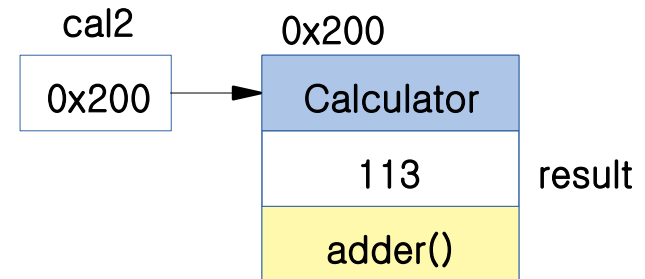 cal2
0x200
0x200
Calculator
113
result
adder()